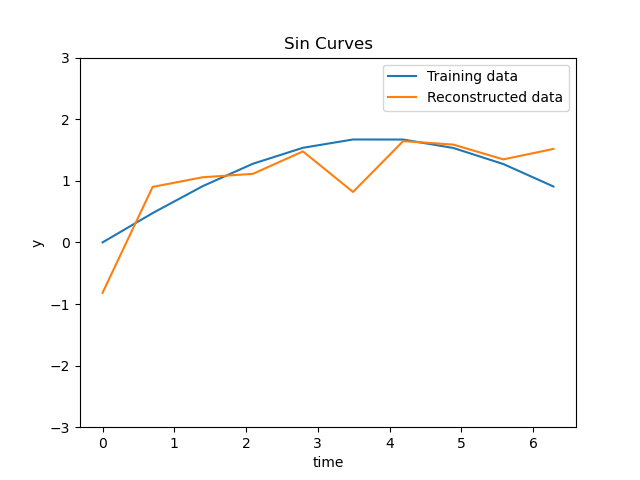 Sin Curves
Training data
Reconstructed data
3
2
1
0
−1
−2
−3
y
0 1 2 3 4 5 6
time